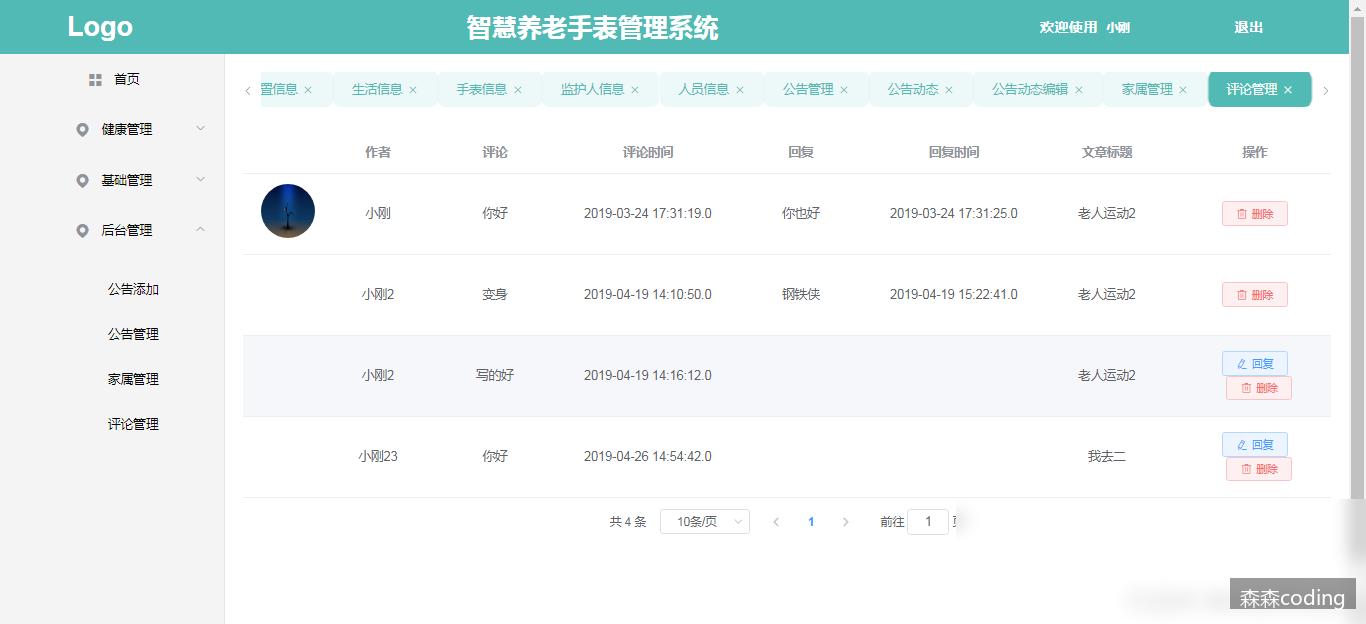 Logo 智慧养老手表管理系统 欢迎使用 小刚 退出
首页
健康管理
基础管理
后台管理
公告添加
公告管理
家属管理
评论管理
置信息 生活信息 手表信息 监护人信息 人员信息 公告管理 公告动态 公告动态编辑 家属管理 评论管理
作者 评论 评论时间 回复 回复时间 文章标题 操作
小刚 你好 2019-03-24 17:31:19.0 你也好 2019-03-24 17:31:25.0 老人运动2 删除
小刚2 变身 2019-04-19 14:10:50.0 钢铁侠 2019-04-19 15:22:41.0 老人运动2 删除
小刚2 写的好 2019-04-19 14:16:12.0 老人运动2 回复
删除
小刚23 你好 2019-04-26 14:54:42.0 我去二 回复
删除
共 4 条 10条/页 1 前往 1
森森coding